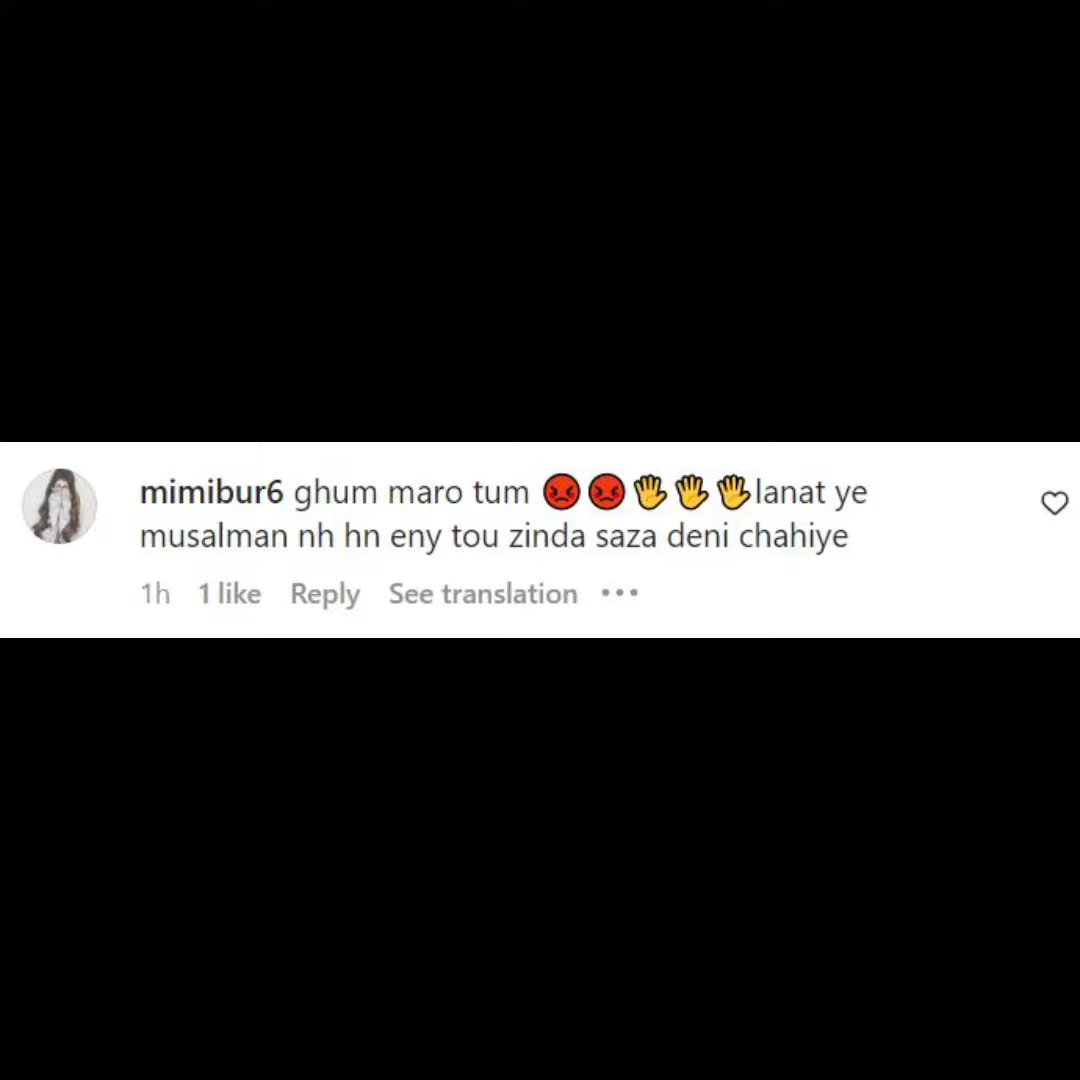 mimibur6 ghum maro tum 😡😡🖐🖐🖐lanat ye
musalman nh hn eny tou zinda saza deni chahiye
1h 1 like Reply See translation •••